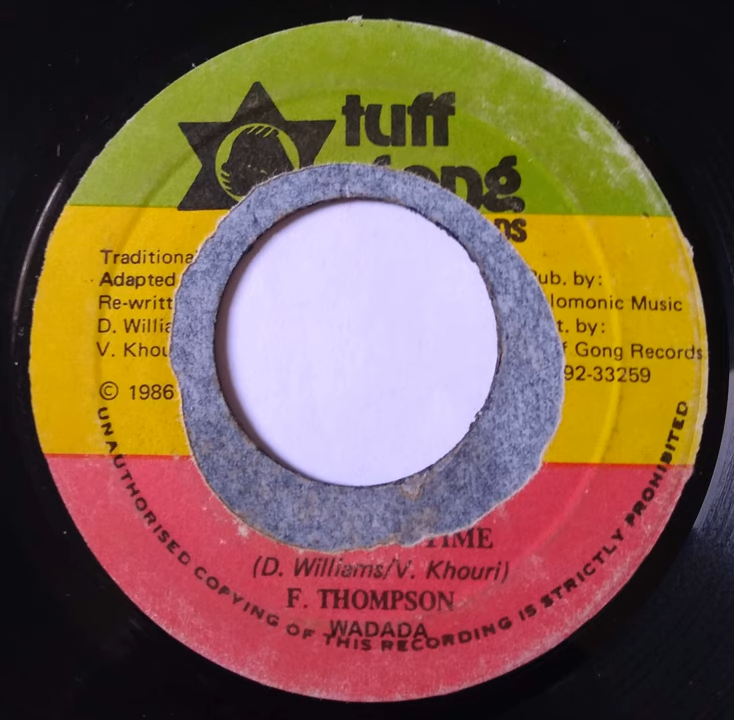 tuff
Traditiona
Adapted
Re-writt
D. Willia
V. Khou
© 1986
Pub. by:
lomonic Music
t. by:
f Gong Records
92-33259
TIME
(D. Williams/V. Khouri)
F. THOMPSON
WADADA
UNAUTHORISED COPYING OF THIS RECORDING IS STRICTLY PROHIBITED